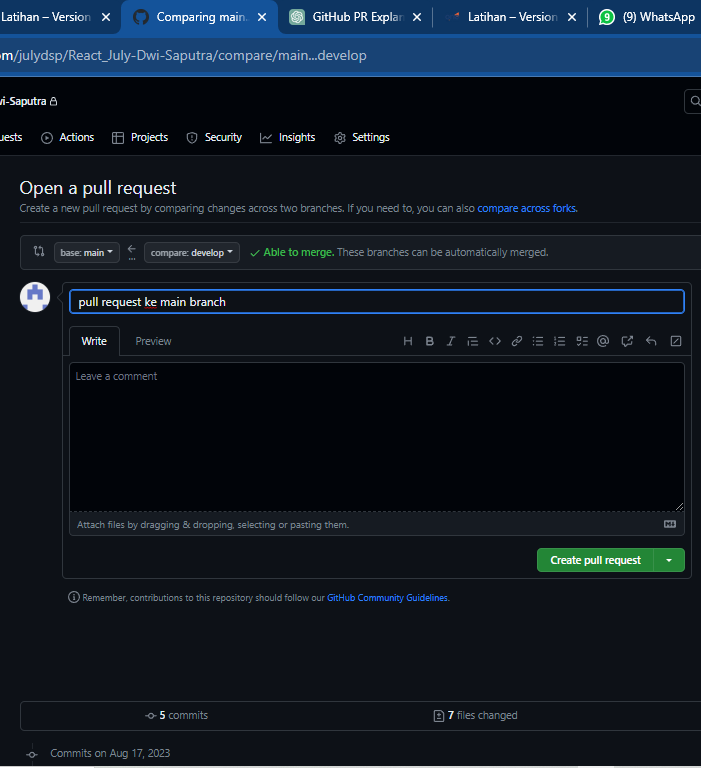 Latihan – Version
Comparing main...
GitHub PR Explan
Latihan – Version
9
(9) WhatsApp
om/julydsp/React_July-Dwi-Saputra/compare/main...develop
wi-Saputra
uests
Actions
Projects
Security
Insights
Settings
Open a pull request
Create a new pull request by comparing changes across two branches. If you need to, you can also compare across forks.
base: main
...
compare: develop
Able to merge. These branches can be automatically merged.
pull request ke main branch
Write
Preview
Leave a comment
Attach files by dragging & dropping, selecting or pasting them.
Create pull request
Remember, contributions to this repository should follow our GitHub Community Guidelines.
5 commits
7 files changed
Commits on Aug 17, 2023